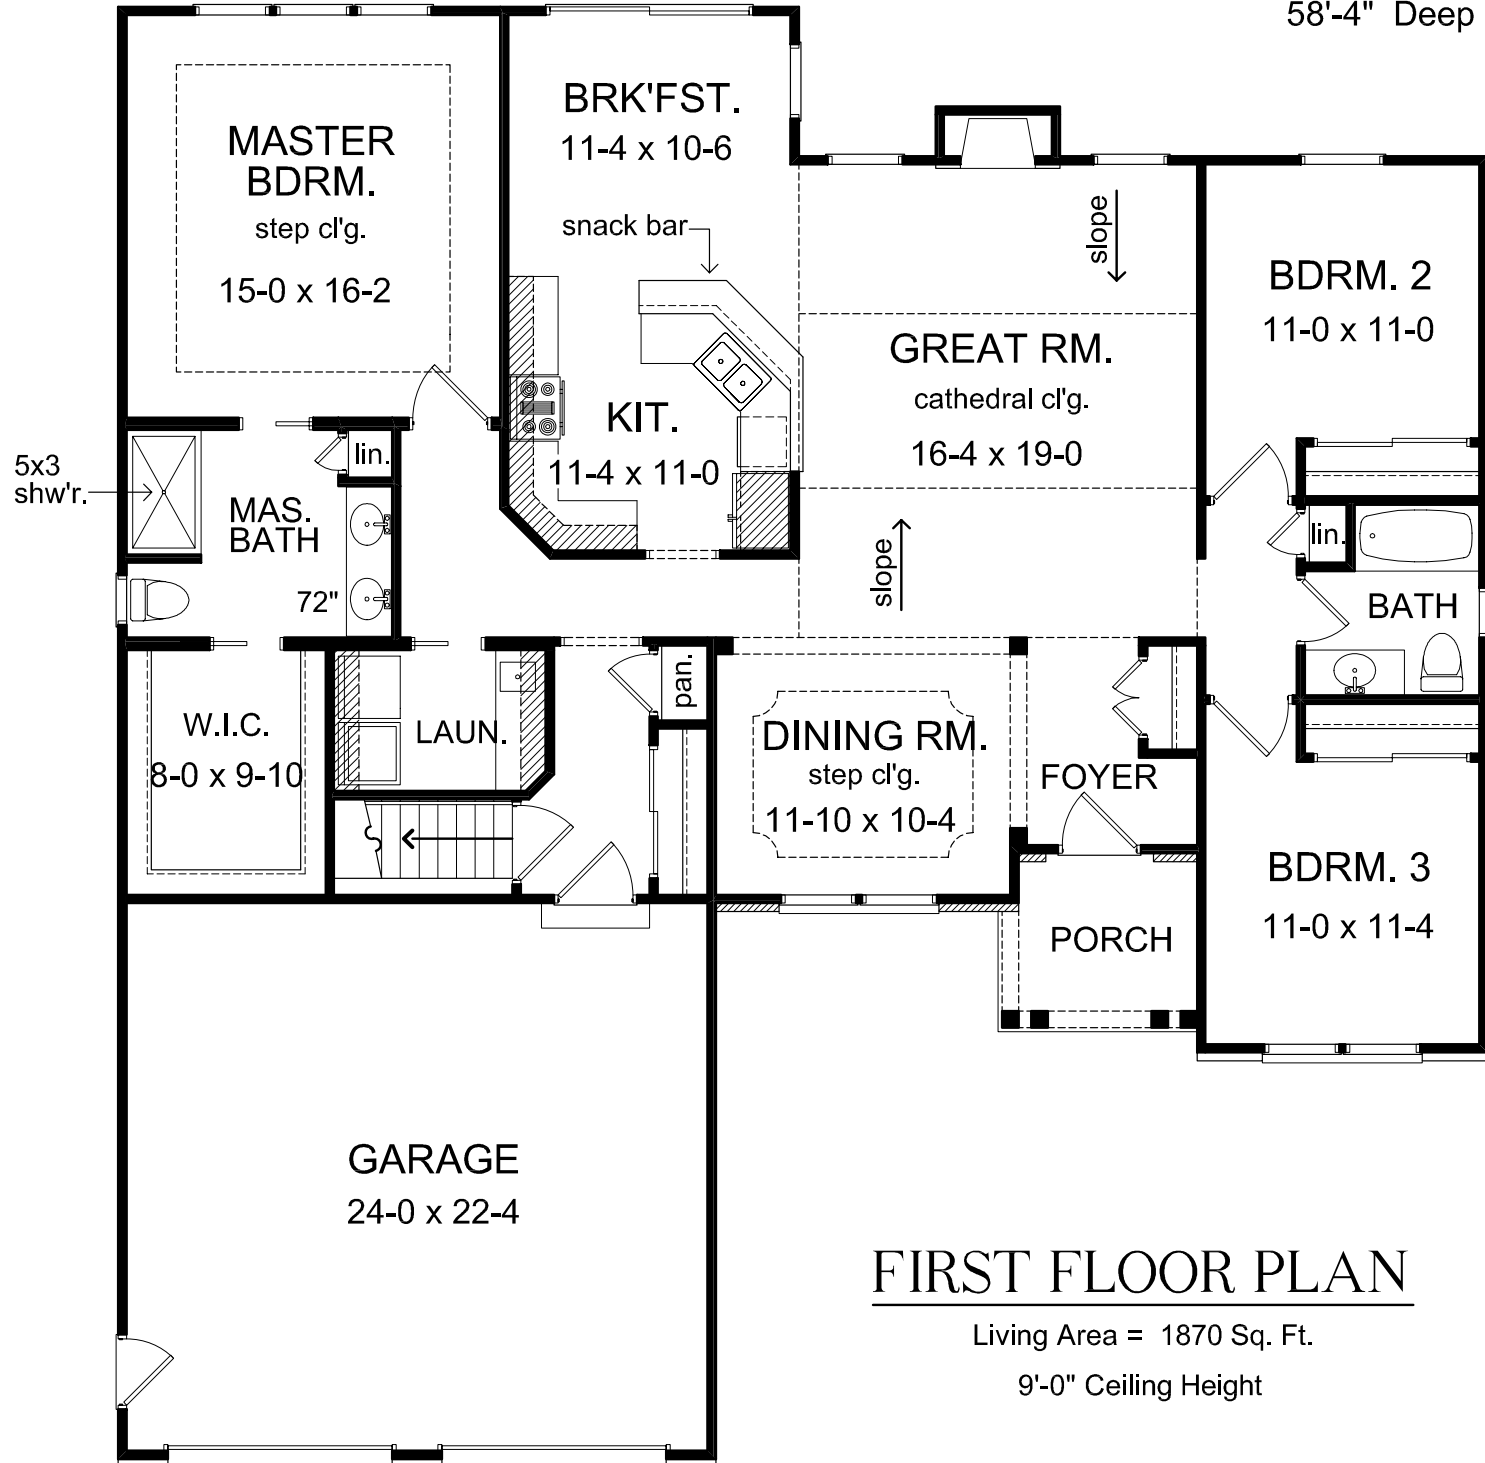 58'-4" Deep
BRK'FST.
11-4 x 10-6
MASTER
BDRM.
step cl'g.
15-0 x 16-2
snack bar
slope
BDRM. 2
11-0 x 11-0
GREAT RM.
cathedral cl'g.
16-4 x 19-0
KIT.
11-4 x 11-0
lin.
5x3
shw'r.
MAS.
BATH
72"
slope
lin.
BATH
pan.
W.I.C.
8-0 x 9-10
LAUN.
DINING RM.
step cl'g.
11-10 x 10-4
FOYER
BDRM. 3
11-0 x 11-4
PORCH
GARAGE
24-0 x 22-4
FIRST FLOOR PLAN
Living Area = 1870 Sq. Ft.
9'-0" Ceiling Height